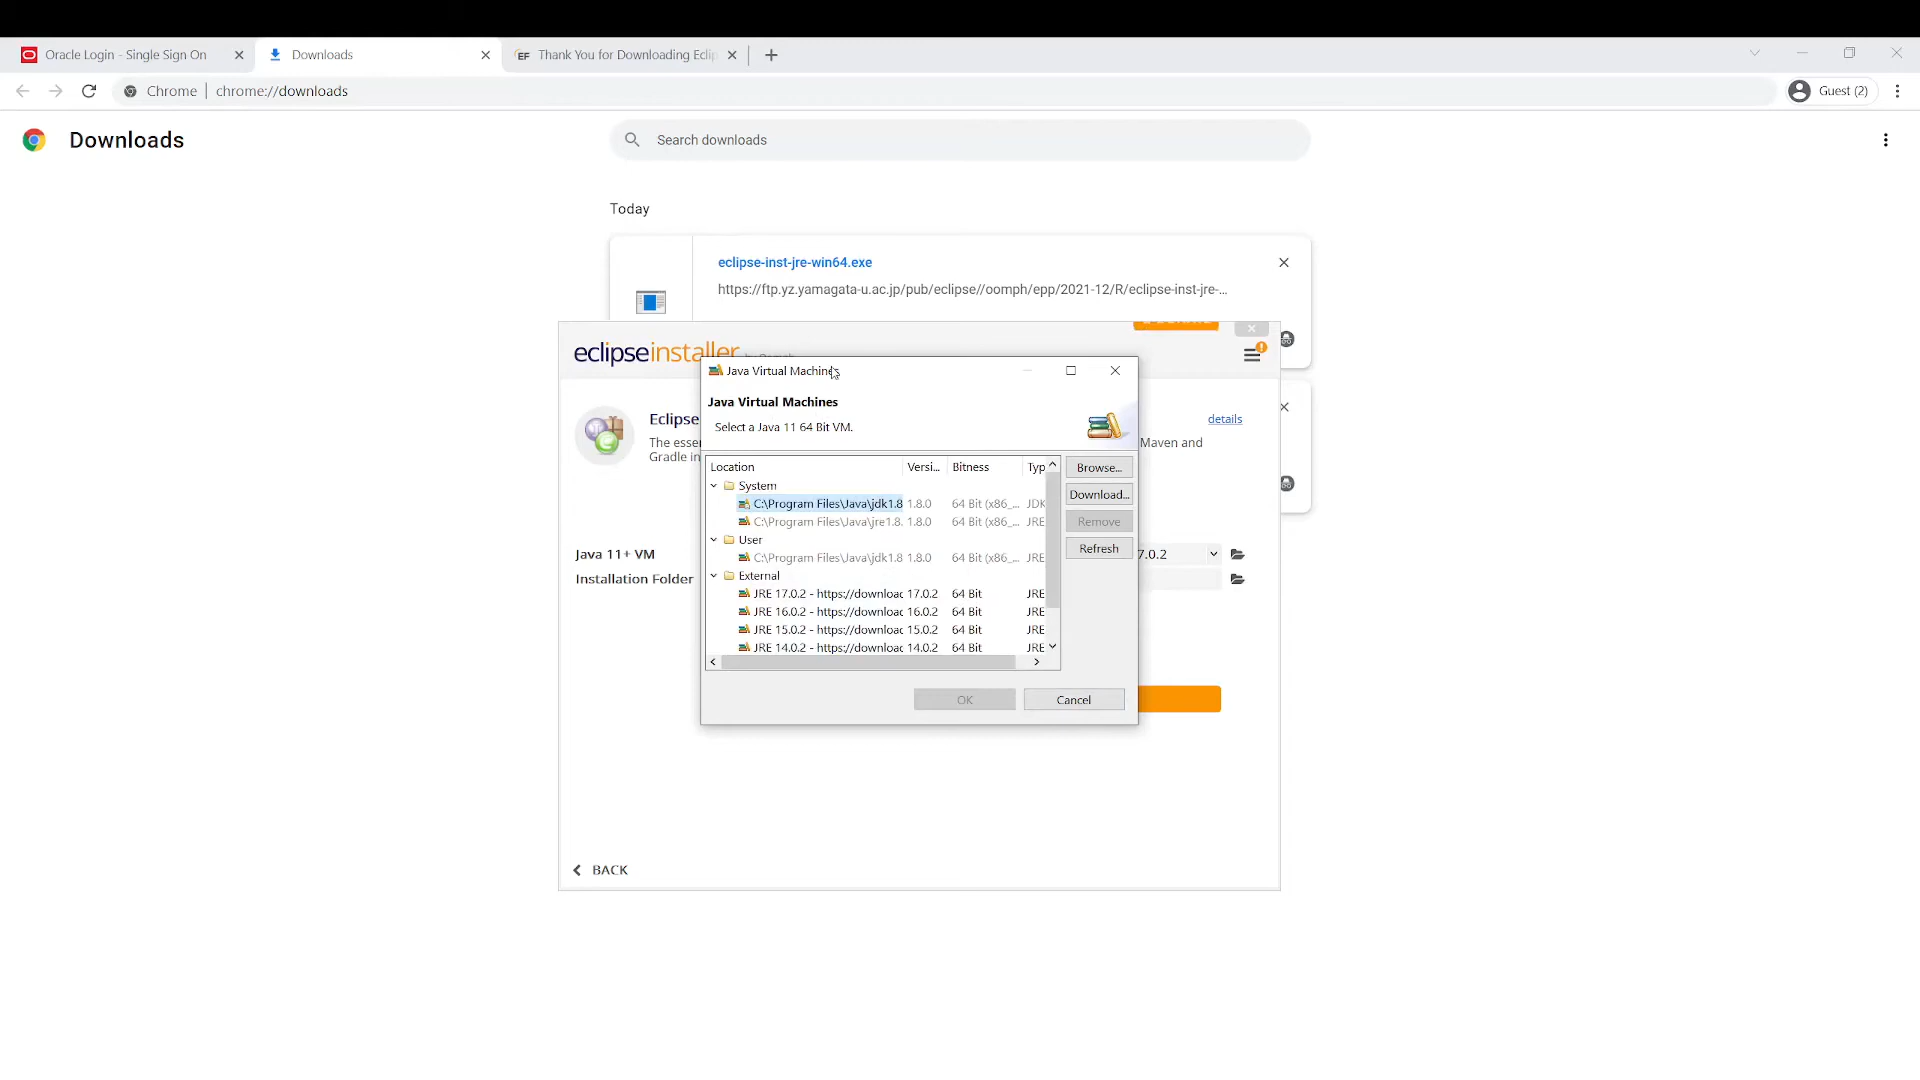 Oracle Login - Single Sign On
Downloads
EF Thank You for Downloading Eclip
Chrome | chrome://downloads
Guest (2)
Downloads
Search downloads
Today
eclipse-inst-jre-win64.exe
https://ftp.yz.yamagata-u.ac.jp/pub/eclipse//oomph/epp/2021-12/R/eclipse-inst-jre-...
eclipseinstaller
Java Virtual Machines
Java Virtual Machines
Select a Java 11 64 Bit VM.
Eclipse
details
The esse
Maven and
Gradle in
Location Versi... Bitness Typ
Browse...
System
Download...
C:\Program Files\Java\jdk1.8 1.8.0 64 Bit (x86_... JDK
C:\Program Files\Java\jre1.8. 1.8.0 64 Bit (x86_... JRE
Remove
User
Refresh
C:\Program Files\Java\jdk1.8 1.8.0 64 Bit (x86_... JRE
Java 11+ VM
7.0.2
External
Installation Folder
JRE 17.0.2 - https://downloac 17.0.2 64 Bit JRE
JRE 16.0.2 - https://downloac 16.0.2 64 Bit JRE
JRE 15.0.2 - https://downloac 15.0.2 64 Bit JRE
JRE 14.0.2 - https://downloac 14.0.2 64 Bit JRE
OK
Cancel
BACK